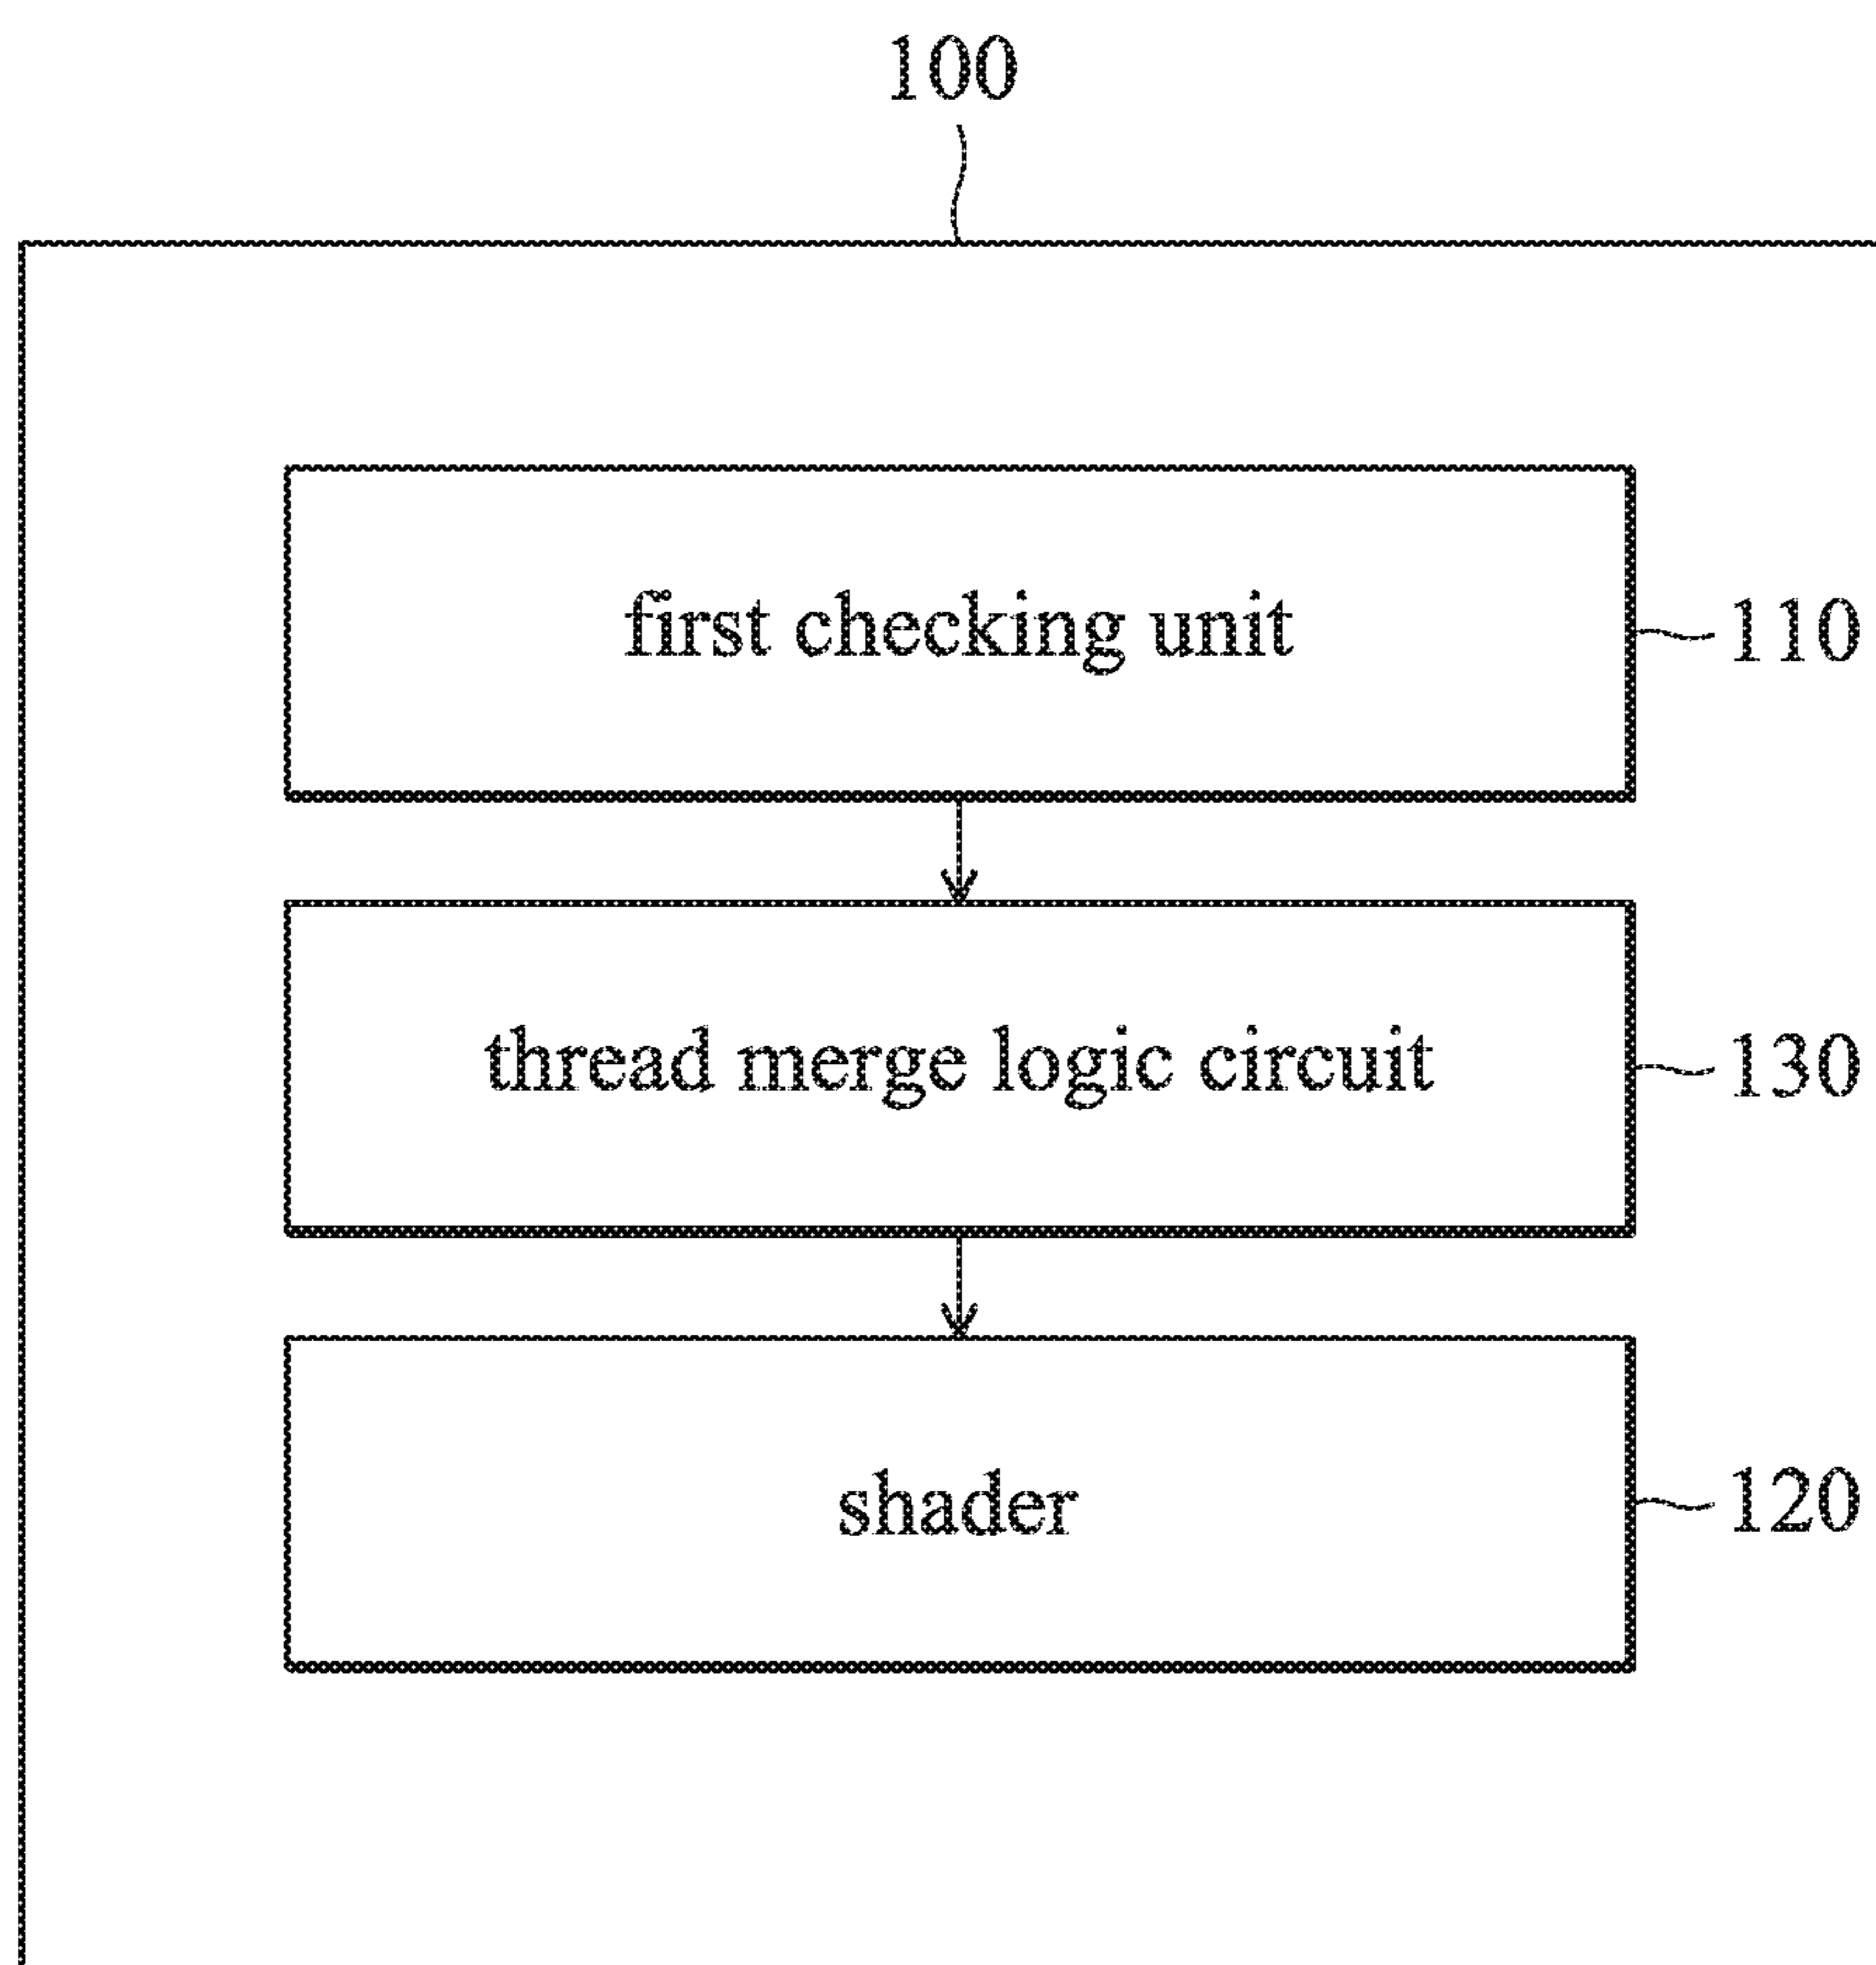 100
first checking unit
110
thread merge logic circuit
130
shader
120